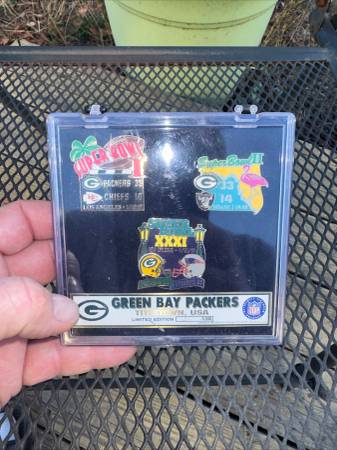 SUPER BOWL
I
G PACKERS 35
CHIEFS 10
LOS ANGELES
Super Bowl II
G 33
14
XXXI
G
G GREEN BAY PACKERS
TITLETOWN, USA
LIMITED EDITION
NFL